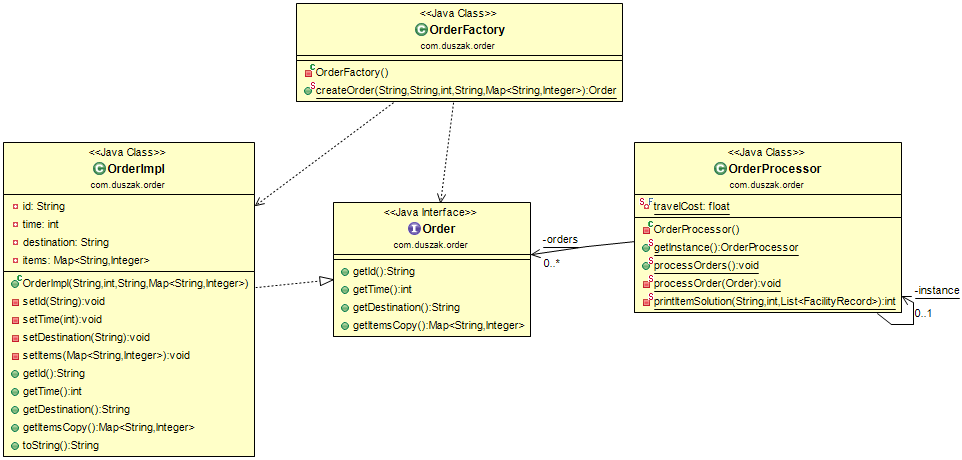 <<Java Class>>
OrderFactory
com.duszak.order
OrderFactory()
createOrder(String,String,int,String,Map<String,Integer>):Order
<<Java Class>>
OrderImpl
com.duszak.order
id: String
time: int
destination: String
items: Map<String,Integer>
OrderImpl(String,int,String,Map<String,Integer>)
setId(String):void
setTime(int):void
setDestination(String):void
setItems(Map<String,Integer>):void
getId():String
getTime():int
getDestination():String
getItemsCopy():Map<String,Integer>
toString():String
<<Java Interface>>
Order
com.duszak.order
getId():String
getTime():int
getDestination():String
getItemsCopy():Map<String,Integer>
-orders
0..*
<<Java Class>>
OrderProcessor
com.duszak.order
travelCost: float
OrderProcessor()
getInstance():OrderProcessor
processOrders():void
processOrder(Order):void
printItemSolution(String,int,List<FacilityRecord>):int
-instance
0..1